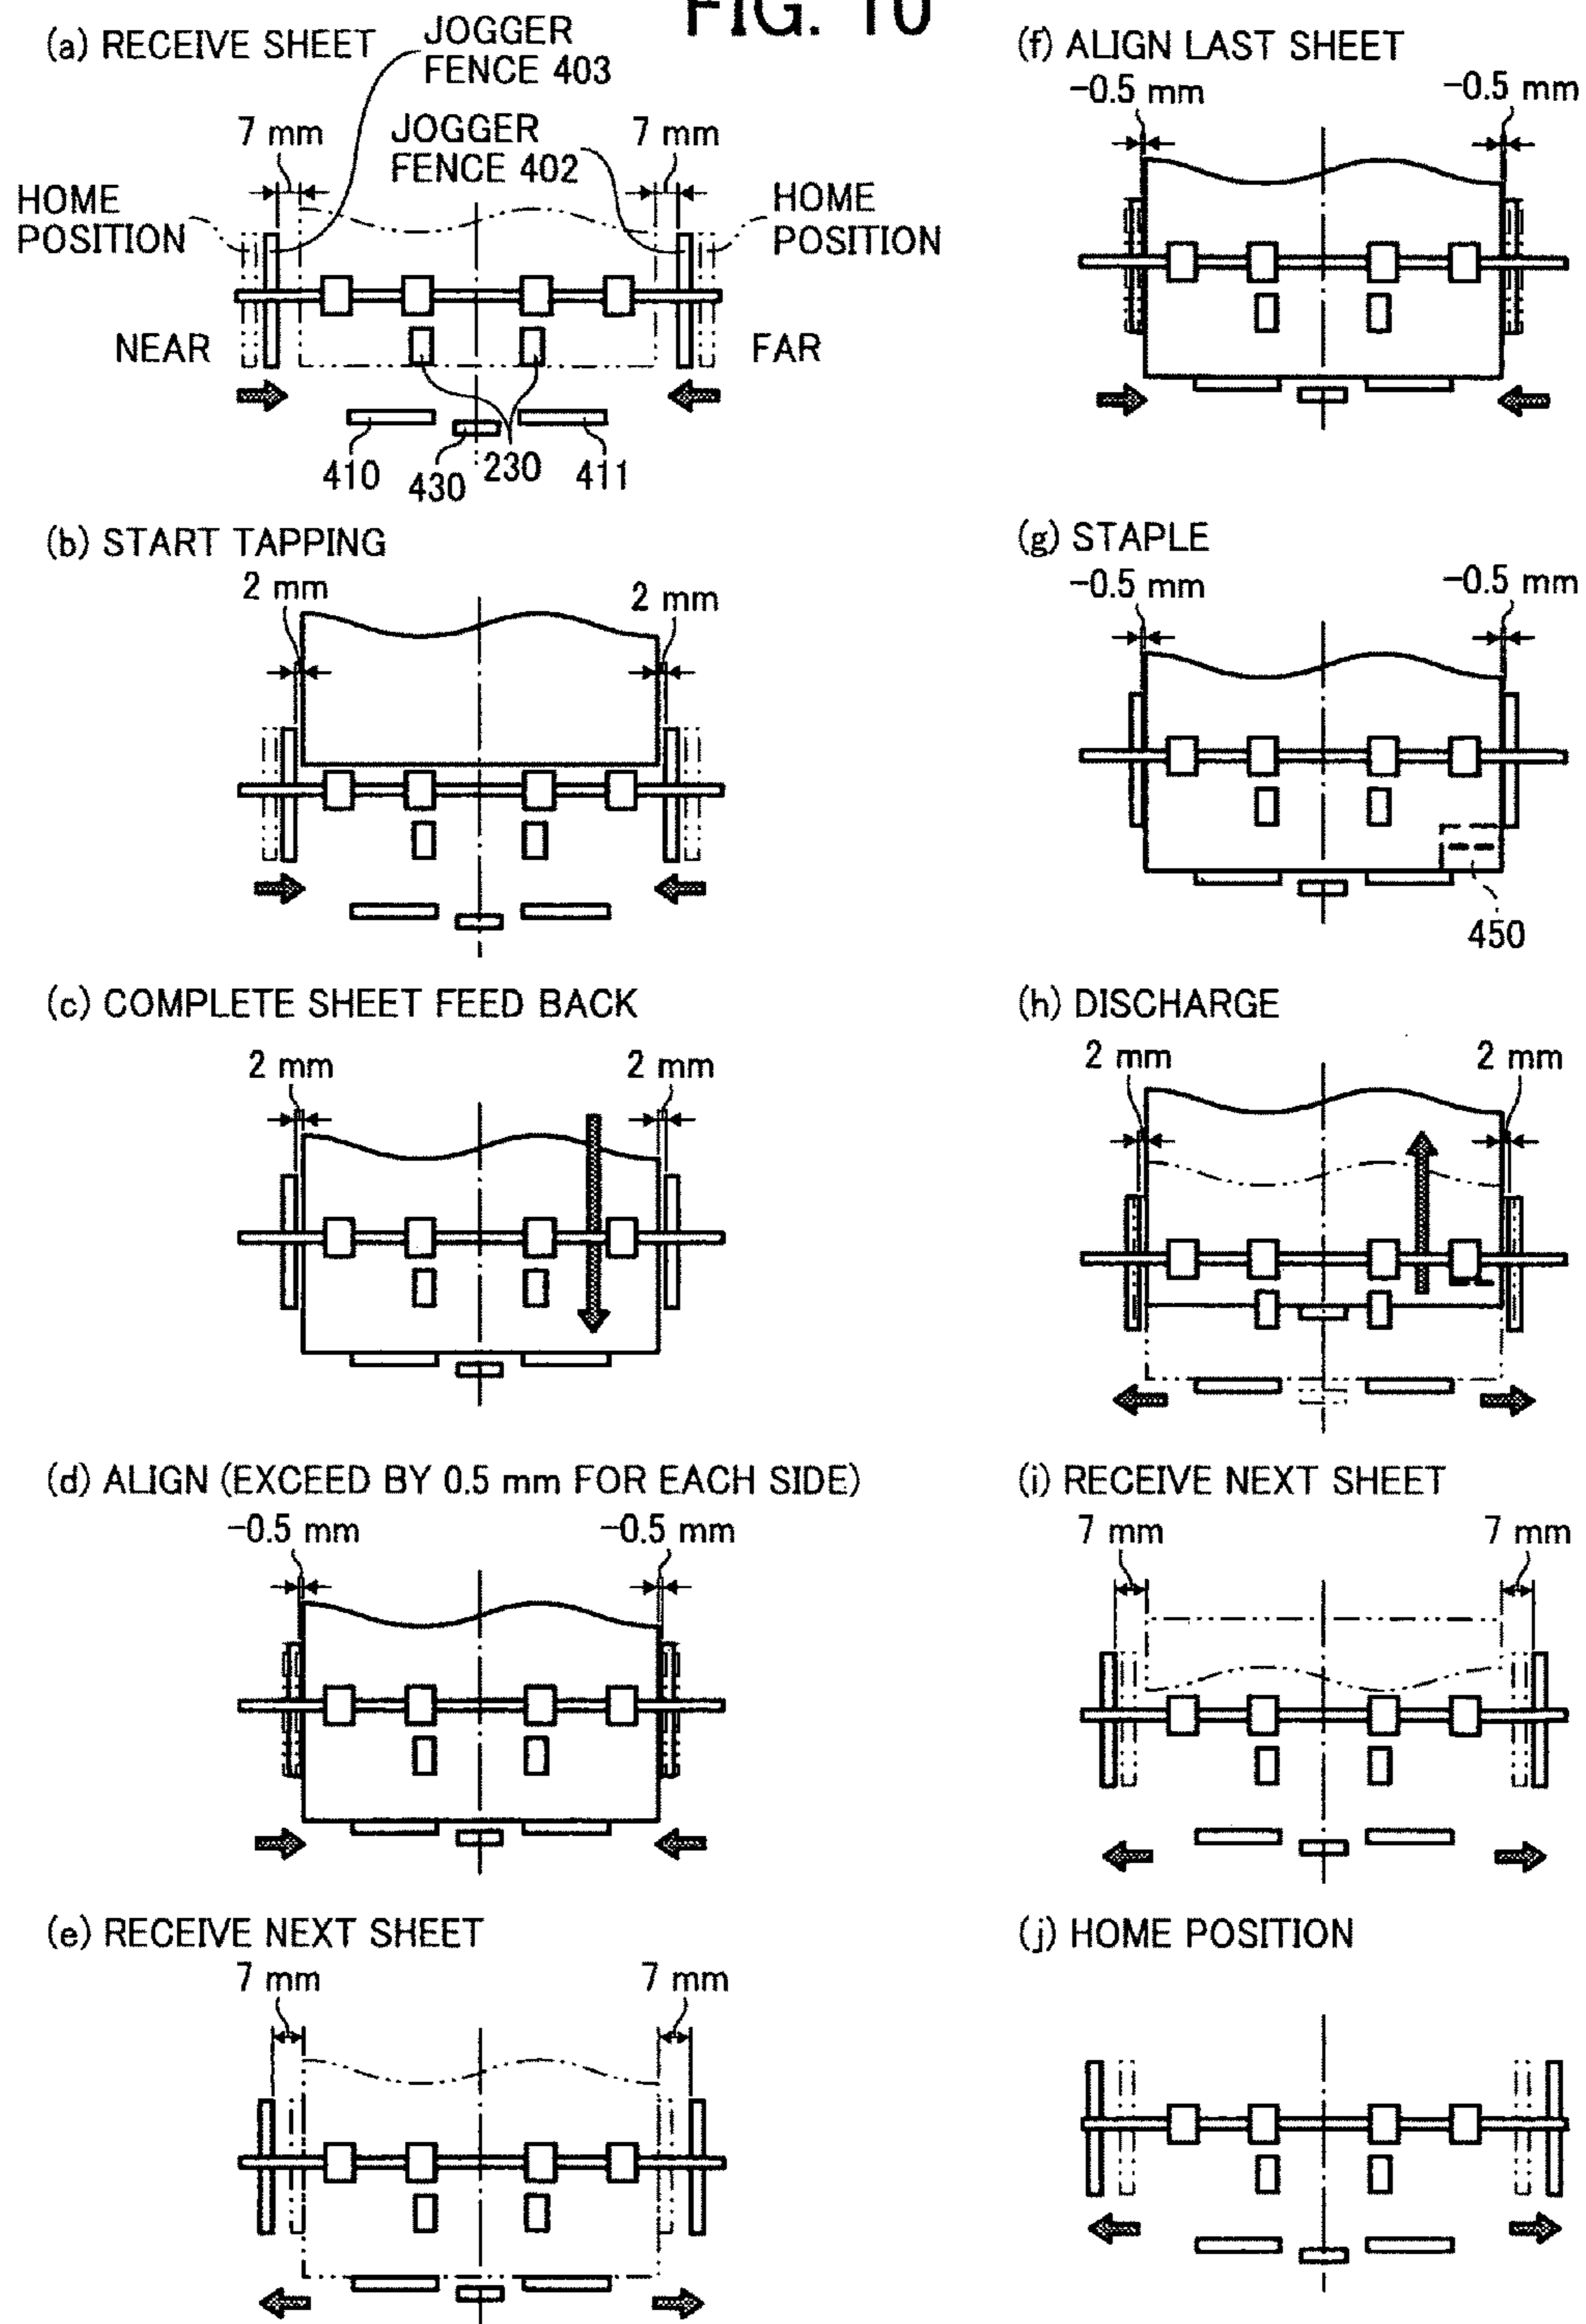 FIG. 10
(a) RECEIVE SHEET
JOGGER
FENCE 403
7 mm
JOGGER
FENCE 402
7 mm
HOME
POSITION
HOME
POSITION
NEAR
FAR
410
430
230
411
(b) START TAPPING
2 mm
2 mm
(c) COMPLETE SHEET FEED BACK
2 mm
2 mm
(d) ALIGN (EXCEED BY 0.5 mm FOR EACH SIDE)
-0.5 mm
-0.5 mm
(e) RECEIVE NEXT SHEET
7 mm
7 mm
(f) ALIGN LAST SHEET
-0.5 mm
-0.5 mm
(g) STAPLE
-0.5 mm
-0.5 mm
450
(h) DISCHARGE
2 mm
2 mm
(i) RECEIVE NEXT SHEET
7 mm
7 mm
(j) HOME POSITION